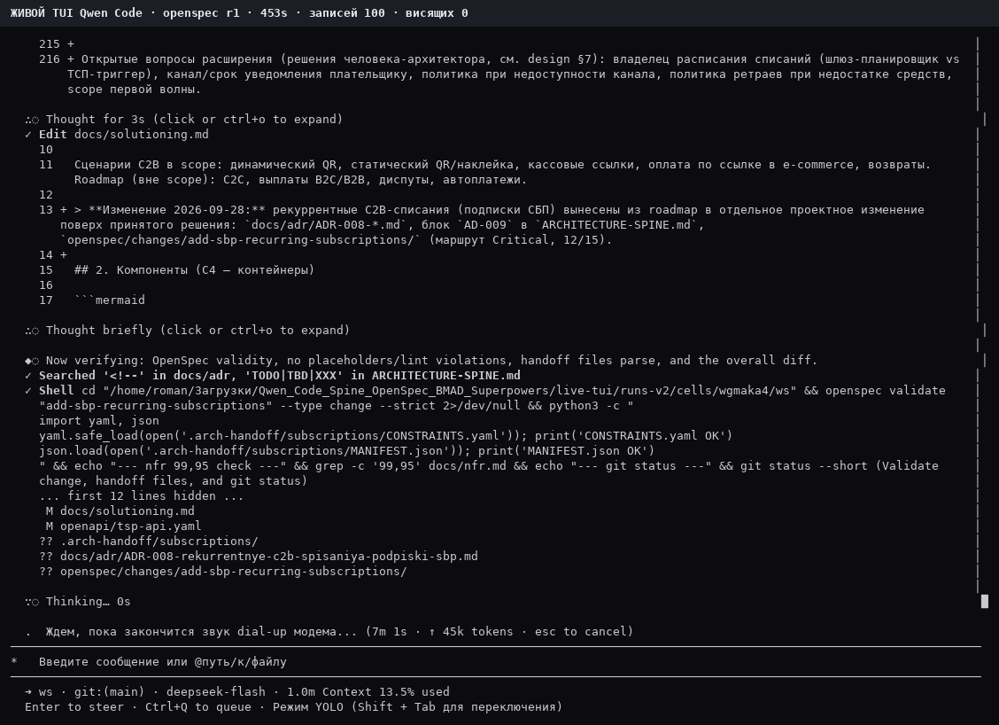 ЖИВОЙ TUI Qwen Code · openspec r1 · 453s · записей 100 · висящих 0
215 +
216 + Открытые вопросы расширения (решения человека-архитектора, см. design §7): владелец расписания списаний (шлюз-планировщик vs
ТСП-триггер), канал/срок уведомления плательщику, политика при недоступности канала, политика ретраев при недостатке средств,
scope первой волны.
∴◌ Thought for 3s (click or ctrl+o to expand)
✓ Edit docs/solutioning.md
10
11   Сценарии C2B в scope: динамический QR, статический QR/наклейка, кассовые ссылки, оплата по ссылке в e-commerce, возвраты.
Roadmap (вне scope): C2C, выплаты B2C/B2B, диспуты, автоплатежи.
12
13 + > **Изменение 2026-09-28:** рекуррентные C2B-списания (подписки СБП) вынесены из roadmap в отдельное проектное изменение
поверх принятого решения: `docs/adr/ADR-008-*.md`, блок `AD-009` в `ARCHITECTURE-SPINE.md`,
`openspec/changes/add-sbp-recurring-subscriptions/` (маршрут Critical, 12/15).
14 +
15   ## 2. Компоненты (C4 — контейнеры)
16
17   ```mermaid
∴◌ Thought briefly (click or ctrl+o to expand)
◆◌ Now verifying: OpenSpec validity, no placeholders/lint violations, handoff files parse, and the overall diff.
✓ Searched '<!--' in docs/adr, 'TODO|TBD|XXX' in ARCHITECTURE-SPINE.md
✓ Shell cd "/home/roman/Загрузки/Qwen_Code_Spine_OpenSpec_BMAD_Superpowers/live-tui/runs-v2/cells/wgmaka4/ws" && openspec validate
"add-sbp-recurring-subscriptions" --type change --strict 2>/dev/null && python3 -c "
import yaml, json
yaml.safe_load(open('.arch-handoff/subscriptions/CONSTRAINTS.yaml')); print('CONSTRAINTS.yaml OK')
json.load(open('.arch-handoff/subscriptions/MANIFEST.json')); print('MANIFEST.json OK')
" && echo "--- nfr 99,95 check ---" && grep -c '99,95' docs/nfr.md && echo "--- git status ---" && git status --short (Validate
change, handoff files, and git status)
... first 12 lines hidden ...
M docs/solutioning.md
M openapi/tsp-api.yaml
?? .arch-handoff/subscriptions/
?? docs/adr/ADR-008-rekurrentnye-c2b-spisaniya-podpiski-sbp.md
?? openspec/changes/add-sbp-recurring-subscriptions/
∵◌ Thinking… 0s
.  Ждем, пока закончится звук dial-up модема... (7m 1s · ↑ 45k tokens · esc to cancel)
*   Введите сообщение или @путь/к/файлу
➜ ws · git:(main) · deepseek-flash · 1.0m Context 13.5% used
Enter to steer · Ctrl+Q to queue · Режим YOLO (Shift + Tab для переключения)